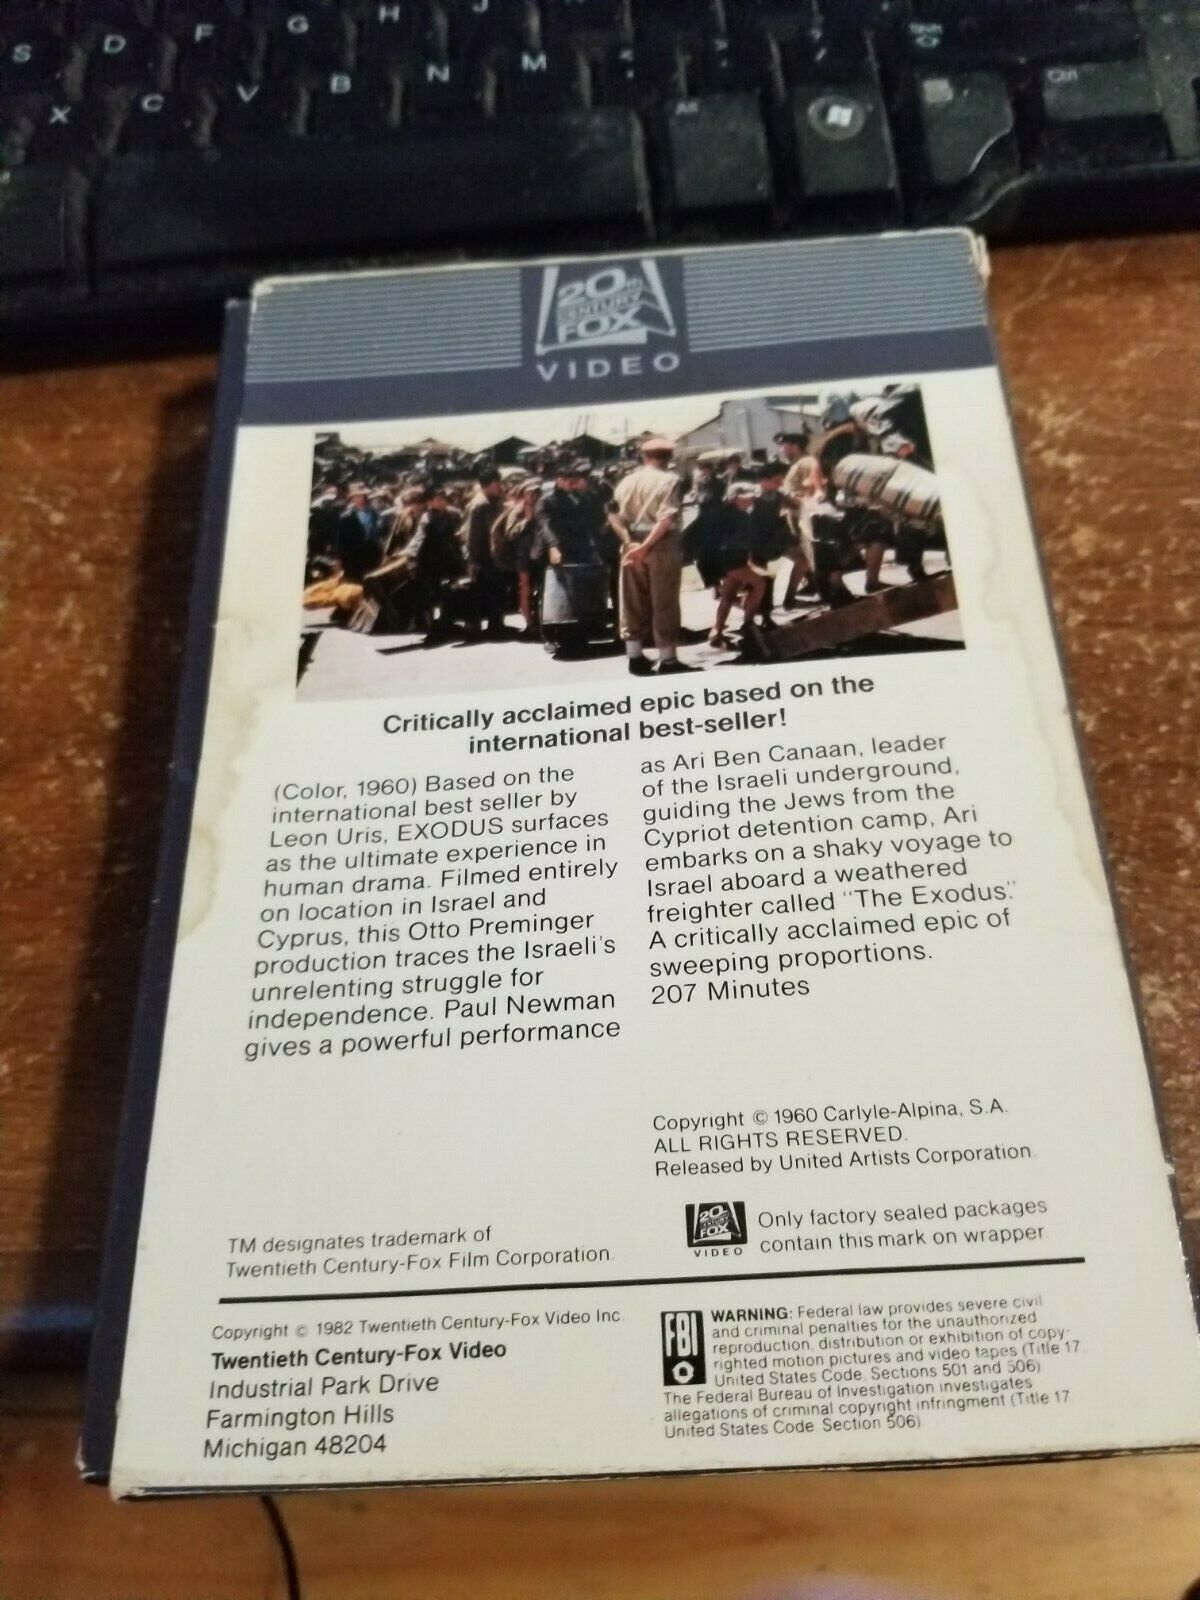 S D F G H J
X C V B N M < > ?
, . /
Alt
Shift
Ctrl
20th
CENTURY
FOX
VIDEO
Critically acclaimed epic based on the
international best-seller!
(Color, 1960) Based on the
international best seller by
Leon Uris, EXODUS surfaces
as the ultimate experience in
human drama. Filmed entirely
on location in Israel and
Cyprus, this Otto Preminger
production traces the Israeli's
unrelenting struggle for
independence. Paul Newman
gives a powerful performance
as Ari Ben Canaan, leader
of the Israeli underground,
guiding the Jews from the
Cypriot detention camp, Ari
embarks on a shaky voyage to
Israel aboard a weathered
freighter called "The Exodus."
A critically acclaimed epic of
sweeping proportions.
207 Minutes
Copyright © 1960 Carlyle-Alpina, S.A.
ALL RIGHTS RESERVED.
Released by United Artists Corporation.
20th
CENTURY
FOX
VIDEO
Only factory sealed packages
contain this mark on wrapper.
TM designates trademark of
Twentieth Century-Fox Film Corporation.
Copyright © 1982 Twentieth Century-Fox Video Inc.
Twentieth Century-Fox Video
Industrial Park Drive
Farmington Hills
Michigan 48204
FBI
WARNING: Federal law provides severe civil
and criminal penalties for the unauthorized
reproduction, distribution or exhibition of copy-
righted motion pictures and video tapes (Title 17,
United States Code, Sections 501 and 506)
The Federal Bureau of Investigation investigates
allegations of criminal copyright infringment (Title 17
United States Code Section 506)